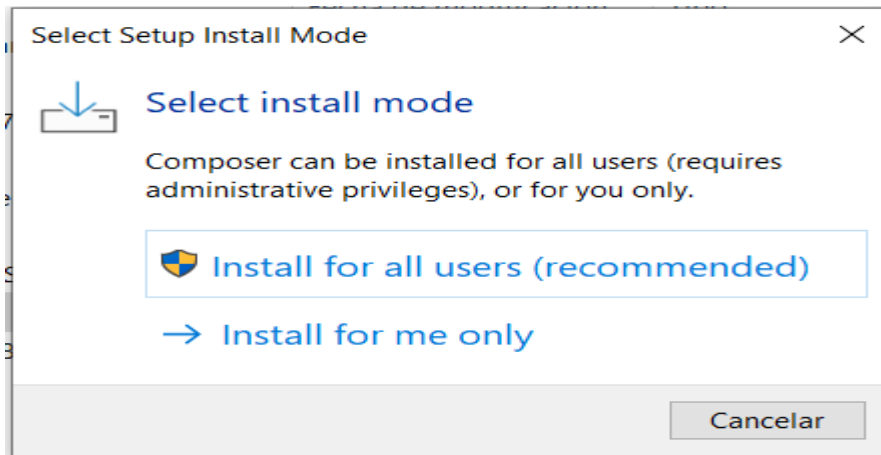 Select Setup Install Mode
Select install mode
Composer can be installed for all users (requires
administrative privileges), or for you only.
Install for all users (recommended)
Install for me only
Cancelar